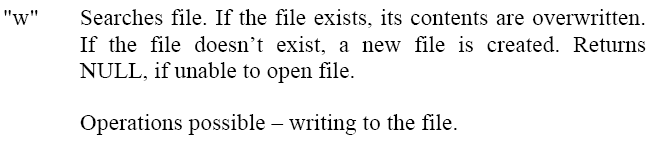 "w" Searches file. If the file exists, its contents are overwritten.
If the file doesn’t exist, a new file is created. Returns
NULL, if unable to open file.
Operations possible – writing to the file.